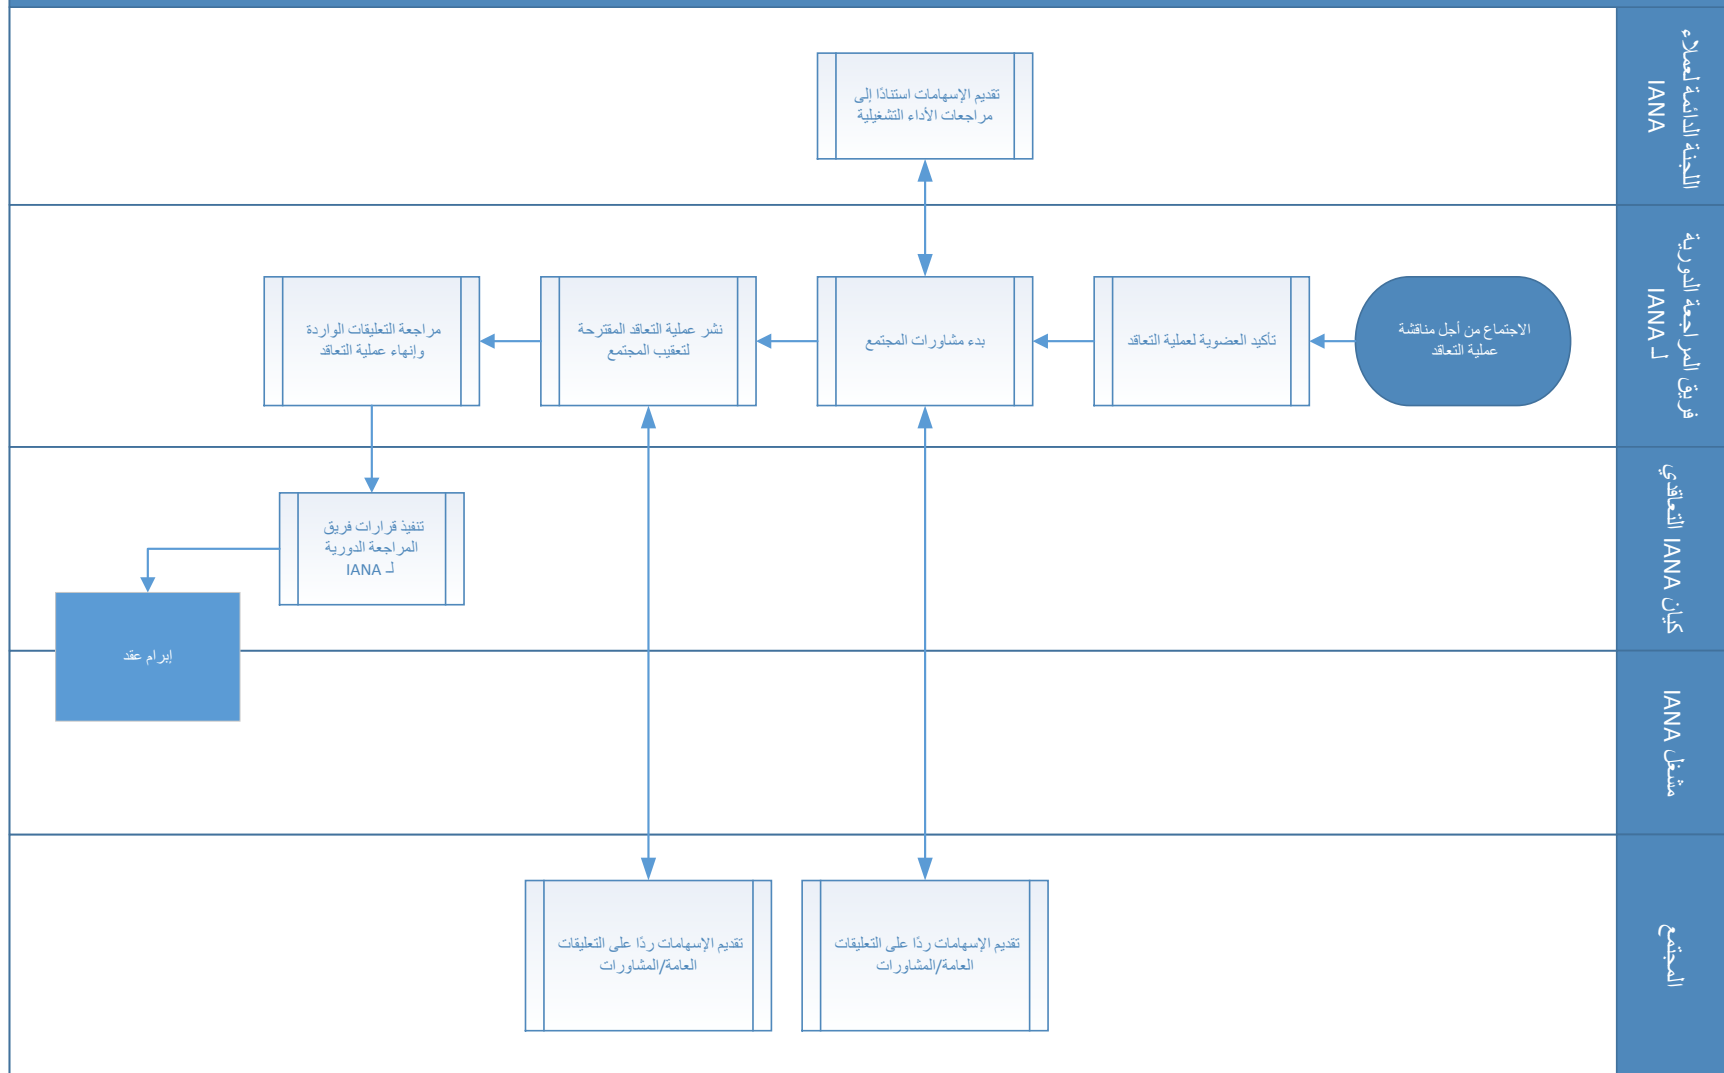 اللجنة الدائمة لعملاء
IANA
تقديم الإسهامات استنادًا إلى
مراجعات الأداء التشغيلية
فريق المراجعة الدورية
لـ IANA
الاجتماع من أجل مناقشة
عملية التعاقد
تأكيد العضوية لعملية التعاقد
بدء مشاورات المجتمع
نشر عملية التعاقد المقترحة
لتعقيب المجتمع
مراجعة التعليقات الواردة
وإنهاء عملية التعاقد
كيان IANA التعاقدي
تنفيذ قرارات فريق
المراجعة الدورية
لـ IANA
إبرام عقد
مشغل IANA
المجتمع
تقديم الإسهامات ردًا على التعليقات
العامة/المشاورات
تقديم الإسهامات ردًا على التعليقات
العامة/المشاورات